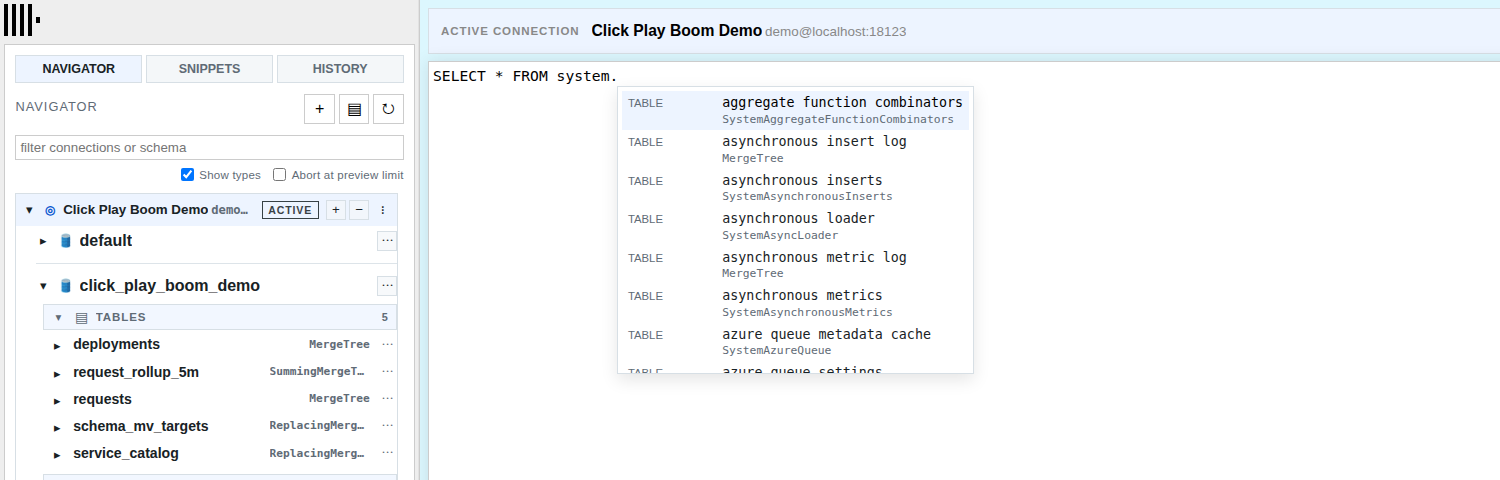 NAVIGATOR
SNIPPETS
HISTORY
NAVIGATOR
+
filter connections or schema
Show types
Abort at preview limit
Click Play Boom Demo demo…
ACTIVE
+ −
default
...
click_play_boom_demo
...
TABLES 5
deployments MergeTree ...
request_rollup_5m SummingMergeT… ...
requests MergeTree ...
schema_mv_targets ReplacingMerg… ...
service_catalog ReplacingMerg… ...
ACTIVE CONNECTION Click Play Boom Demo demo@localhost:18123
SELECT * FROM system.
TABLE aggregate function combinators
SystemAggregateFunctionCombinators
TABLE asynchronous insert log
MergeTree
TABLE asynchronous inserts
SystemAsynchronousInserts
TABLE asynchronous loader
SystemAsyncLoader
TABLE asynchronous metric log
MergeTree
TABLE asynchronous metrics
SystemAsynchronousMetrics
TABLE azure queue metadata cache
SystemAzureQueue
TABLE azure queue settings